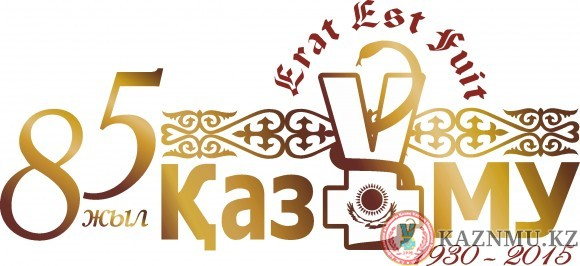 Erat Est Fuit
85 жыл
ҚазҰМУ
KAZNMU.KZ
1930 - 2015